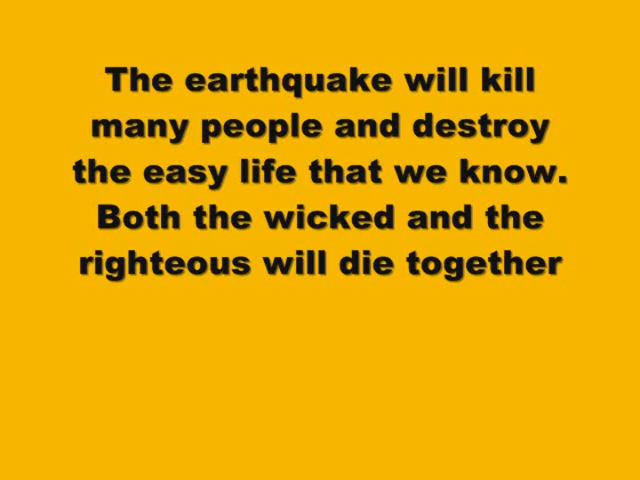 The earthquake will kill
many people and destroy
the easy life that we know.
Both the wicked and the
righteous will die together